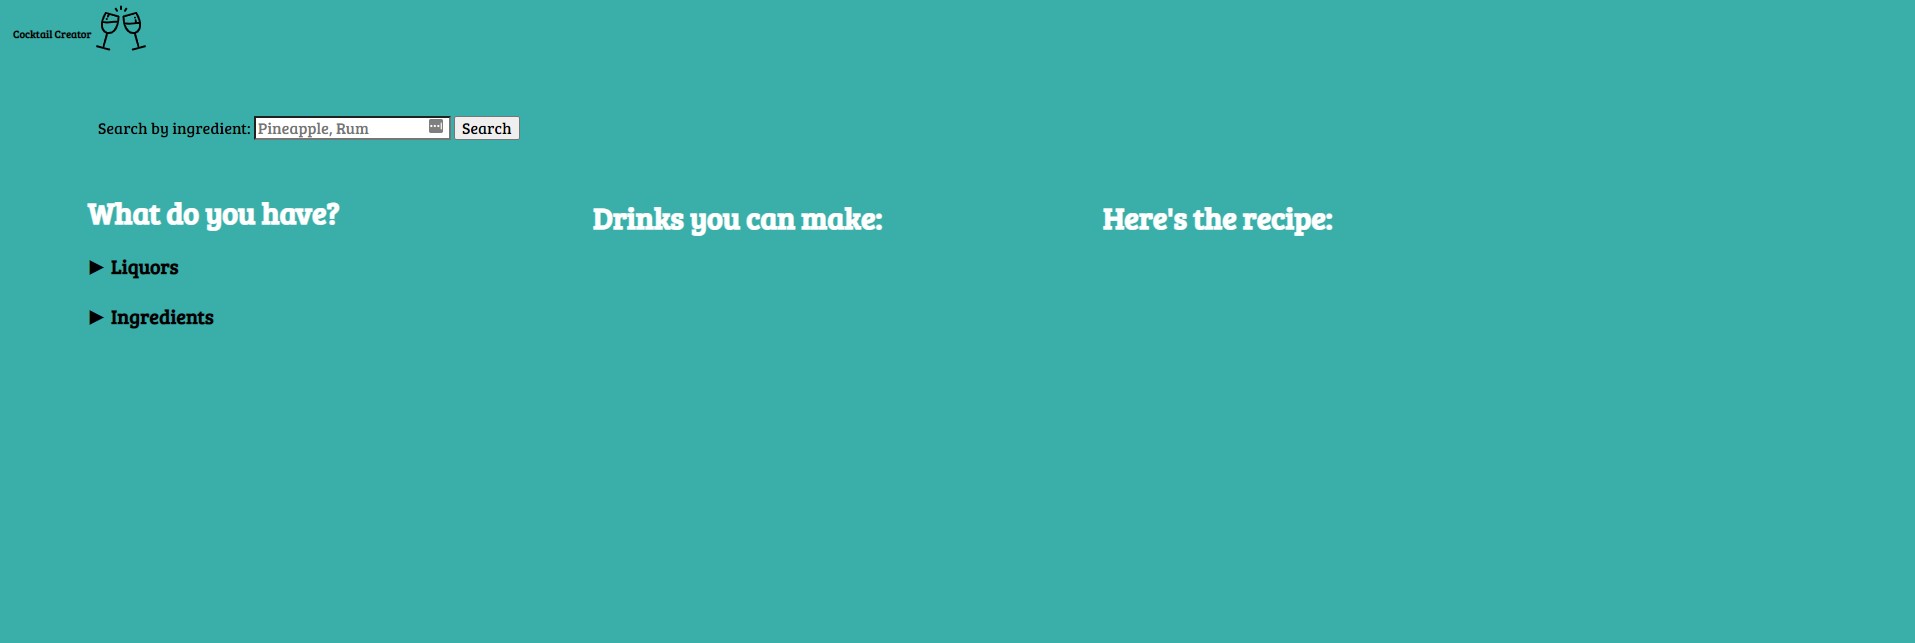 Cocktail Creator
Search by ingredient: Pineapple, Rum Search
What do you have?
Drinks you can make:
Here's the recipe:
► Liquors
► Ingredients